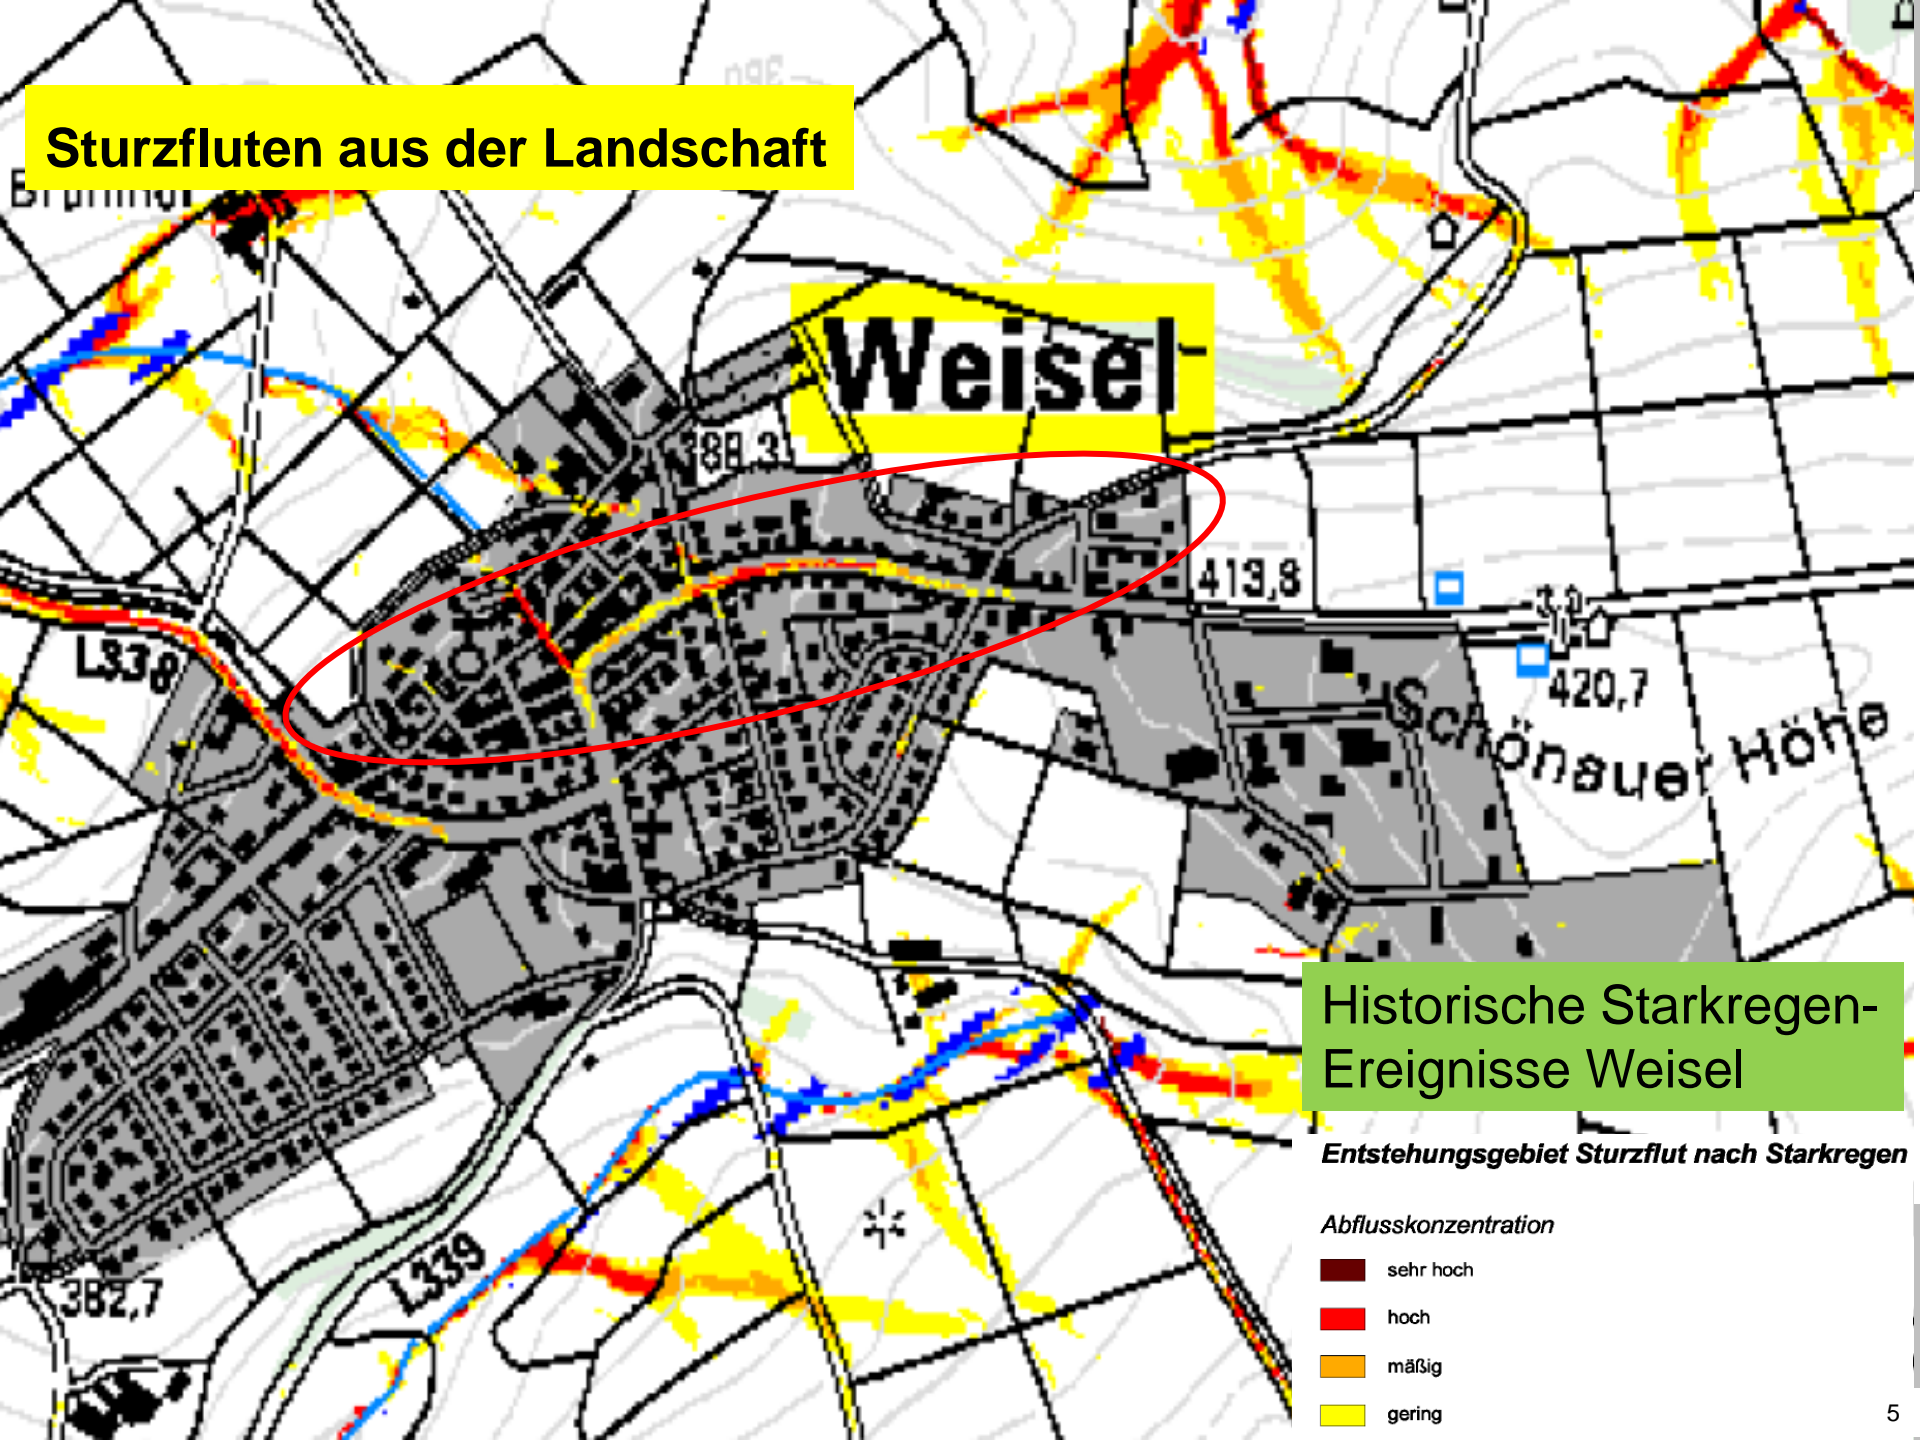 Sturzfluten aus der Landschaft
Weisel
388,3
413,8
420,7
Schönauer Höhe
L338
L339
382,7
Historische Starkregen-
Ereignisse Weisel
Entstehungsgebiet Sturzflut nach Starkregen
Abflusskonzentration
sehr hoch
hoch
mäßig
gering
5